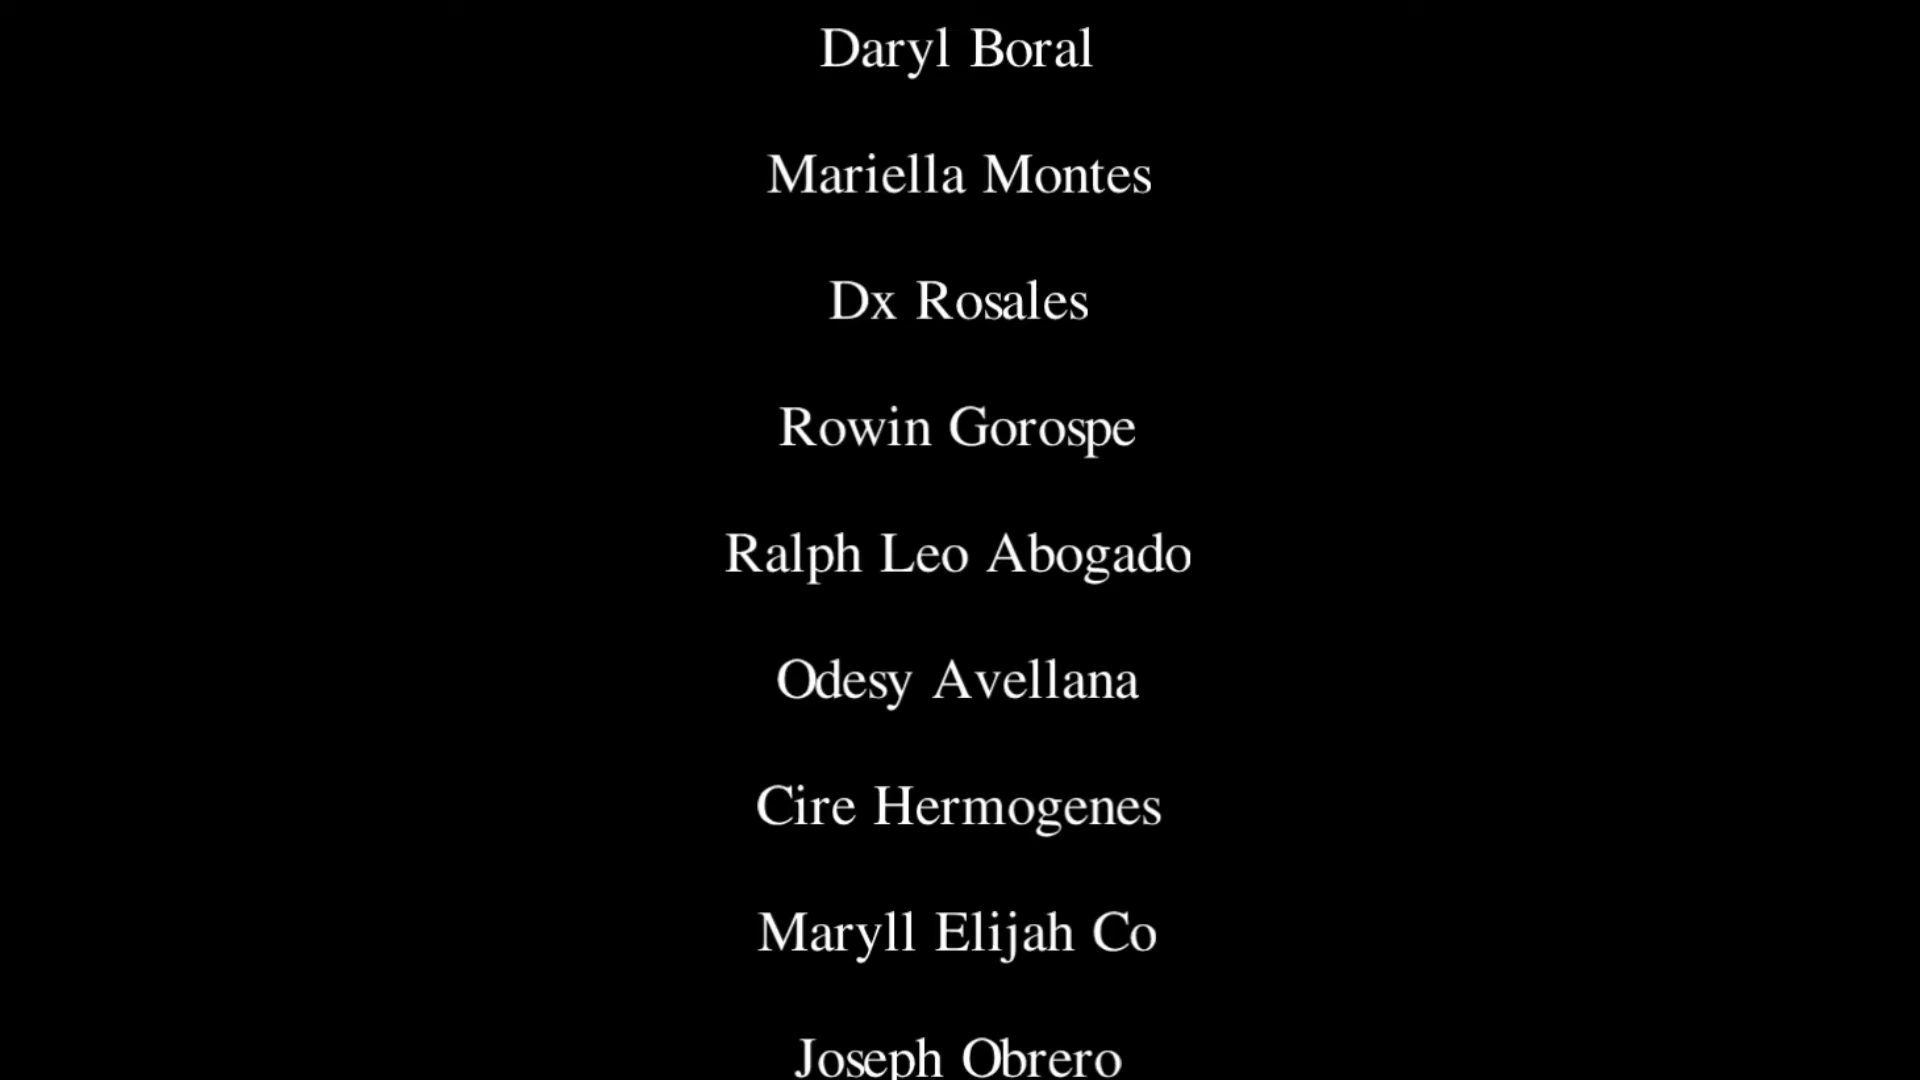 Daryl Boral
Mariella Montes
Dx Rosales
Rowin Gorospe
Ralph Leo Abogado
Odesy Avellana
Cire Hermogenes
Maryll Elijah Co
Joseph Obrero